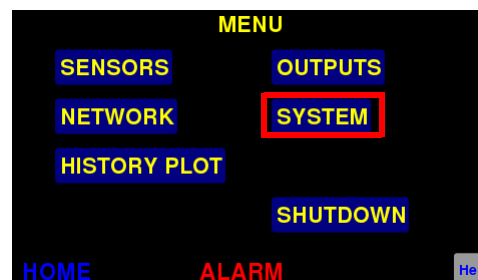 MENU
SENSORS OUTPUTS
NETWORK SYSTEM
HISTORY PLOT
SHUTDOWN
HOME ALARM He